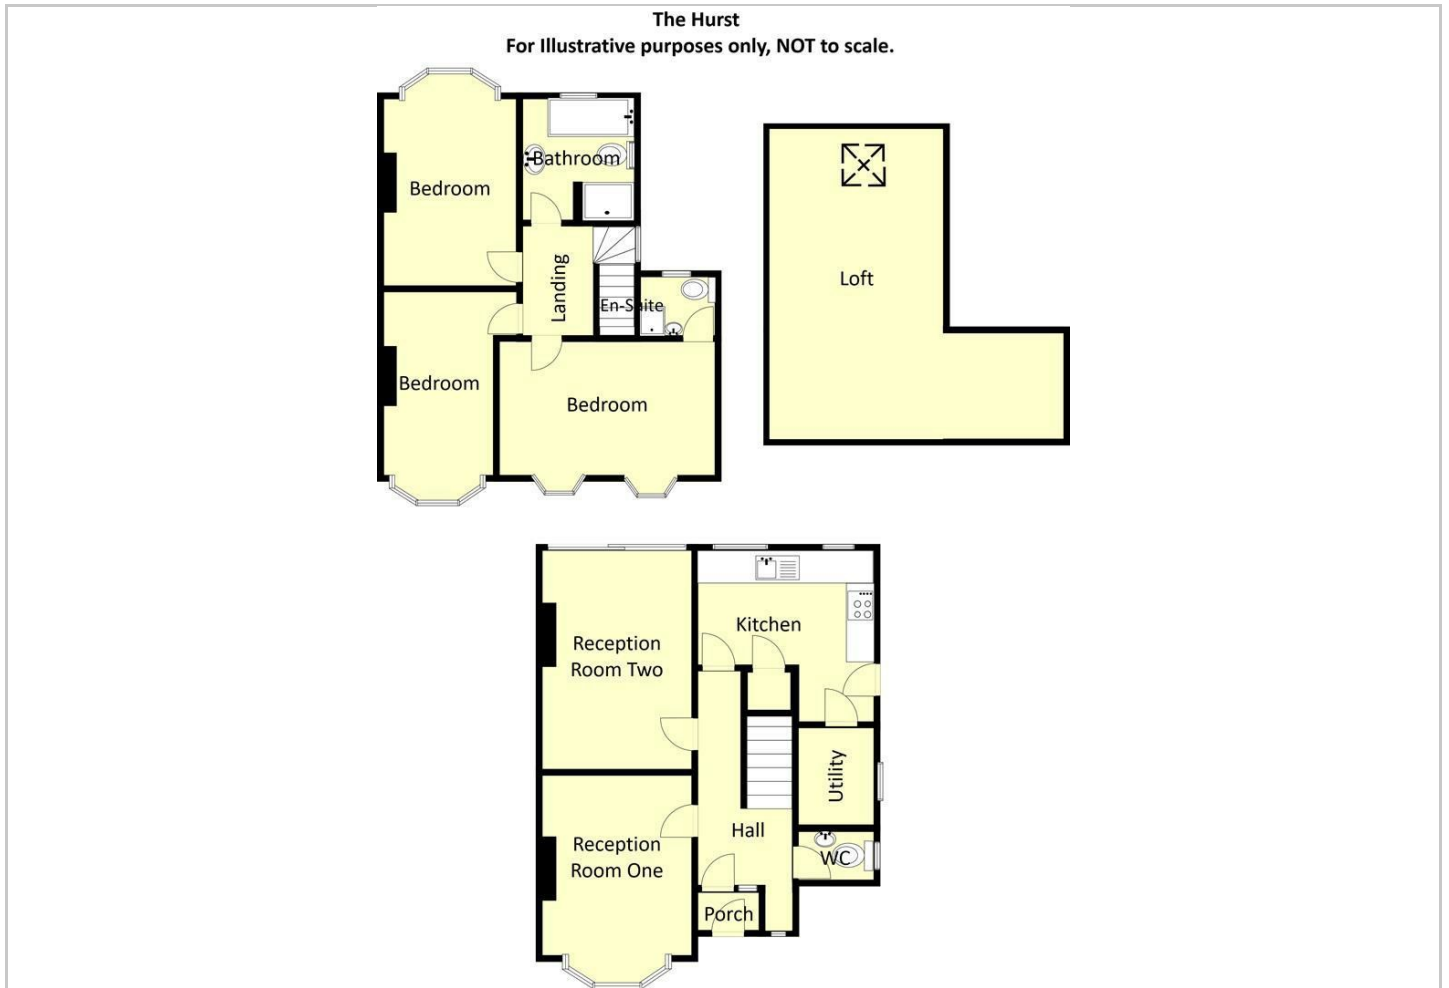 The Hurst
For Illustrative purposes only, NOT to scale.
Bedroom
Bathroom
Landing
En-Suite
Bedroom
Bedroom
Loft
Reception
Room Two
Kitchen
Utility
Hall
Reception
Room One
WC
Porch